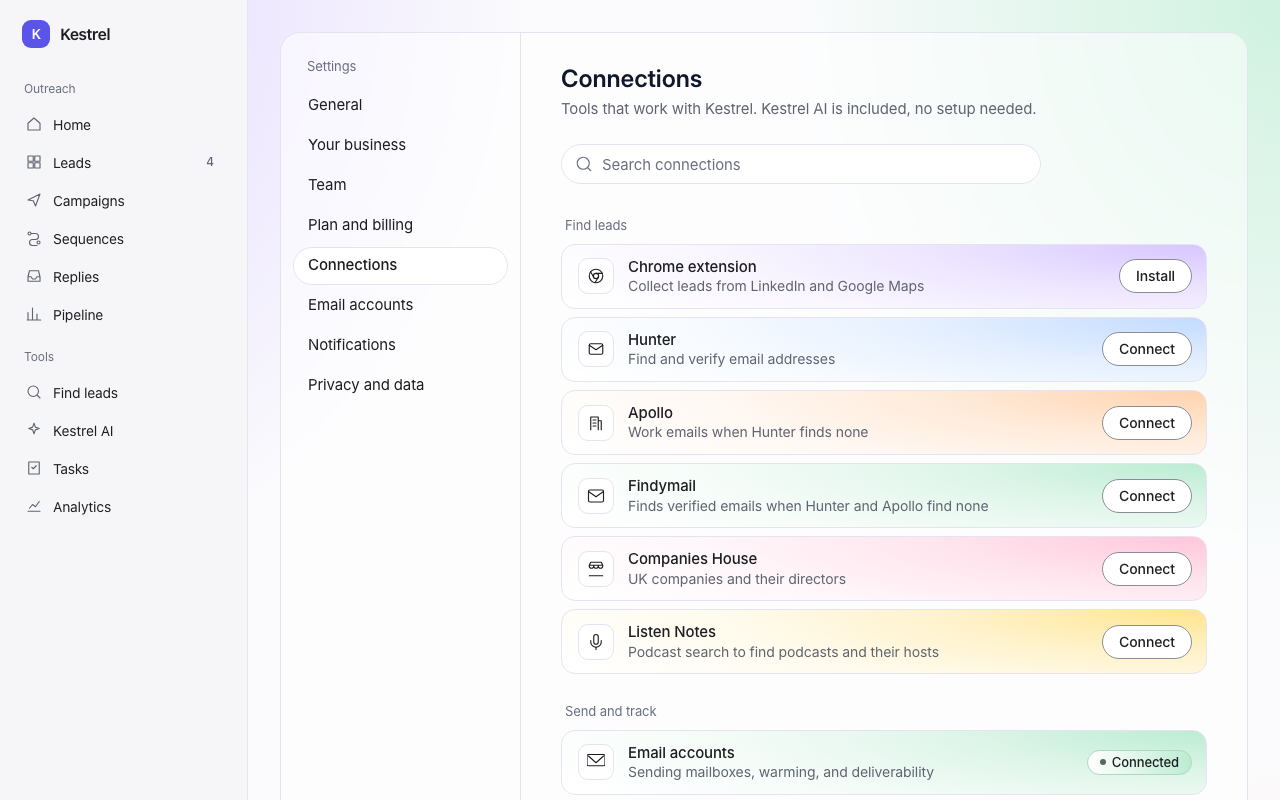 K
Kestrel
Outreach
Home
Leads
4
Campaigns
Sequences
Replies
Pipeline
Tools
Find leads
Kestrel AI
Tasks
Analytics
Settings
General
Your business
Team
Plan and billing
Connections
Email accounts
Notifications
Privacy and data
Connections
Tools that work with Kestrel. Kestrel AI is included, no setup needed.
Search connections
Find leads
Chrome extension
Collect leads from LinkedIn and Google Maps
Install
Hunter
Find and verify email addresses
Connect
Apollo
Work emails when Hunter finds none
Connect
Findymail
Finds verified emails when Hunter and Apollo find none
Connect
Companies House
UK companies and their directors
Connect
Listen Notes
Podcast search to find podcasts and their hosts
Connect
Send and track
Email accounts
Sending mailboxes, warming, and deliverability
Connected